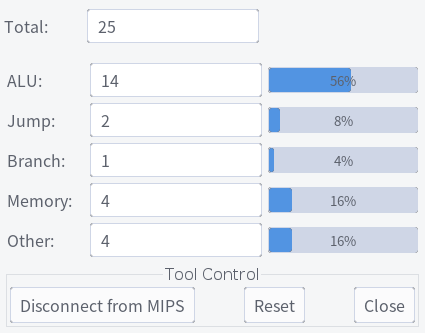 Total: 25
ALU: 14 56%
Jump: 2 8%
Branch: 1 4%
Memory: 4 16%
Other: 4 16%
Tool Control
Disconnect from MIPS Reset Close